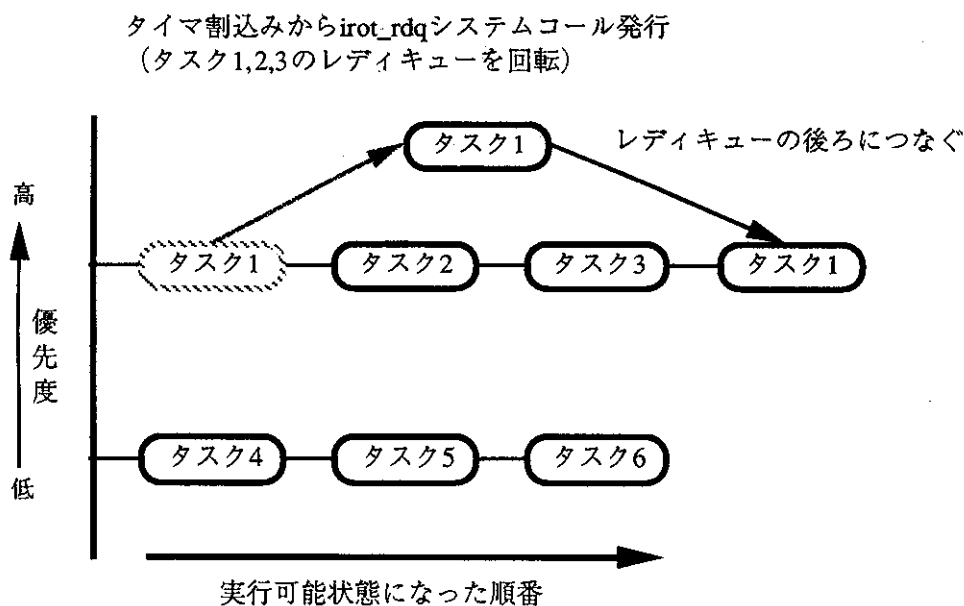 タイマ割込みからirot_rdqシステムコール発行
（タスク1,2,3のレディキューを回転）
タスク1
レディキューの後ろにつなぐ
高
タスク1
タスク2
タスク3
タスク1
優先度
タスク4
タスク5
タスク6
低
実行可能状態になった順番